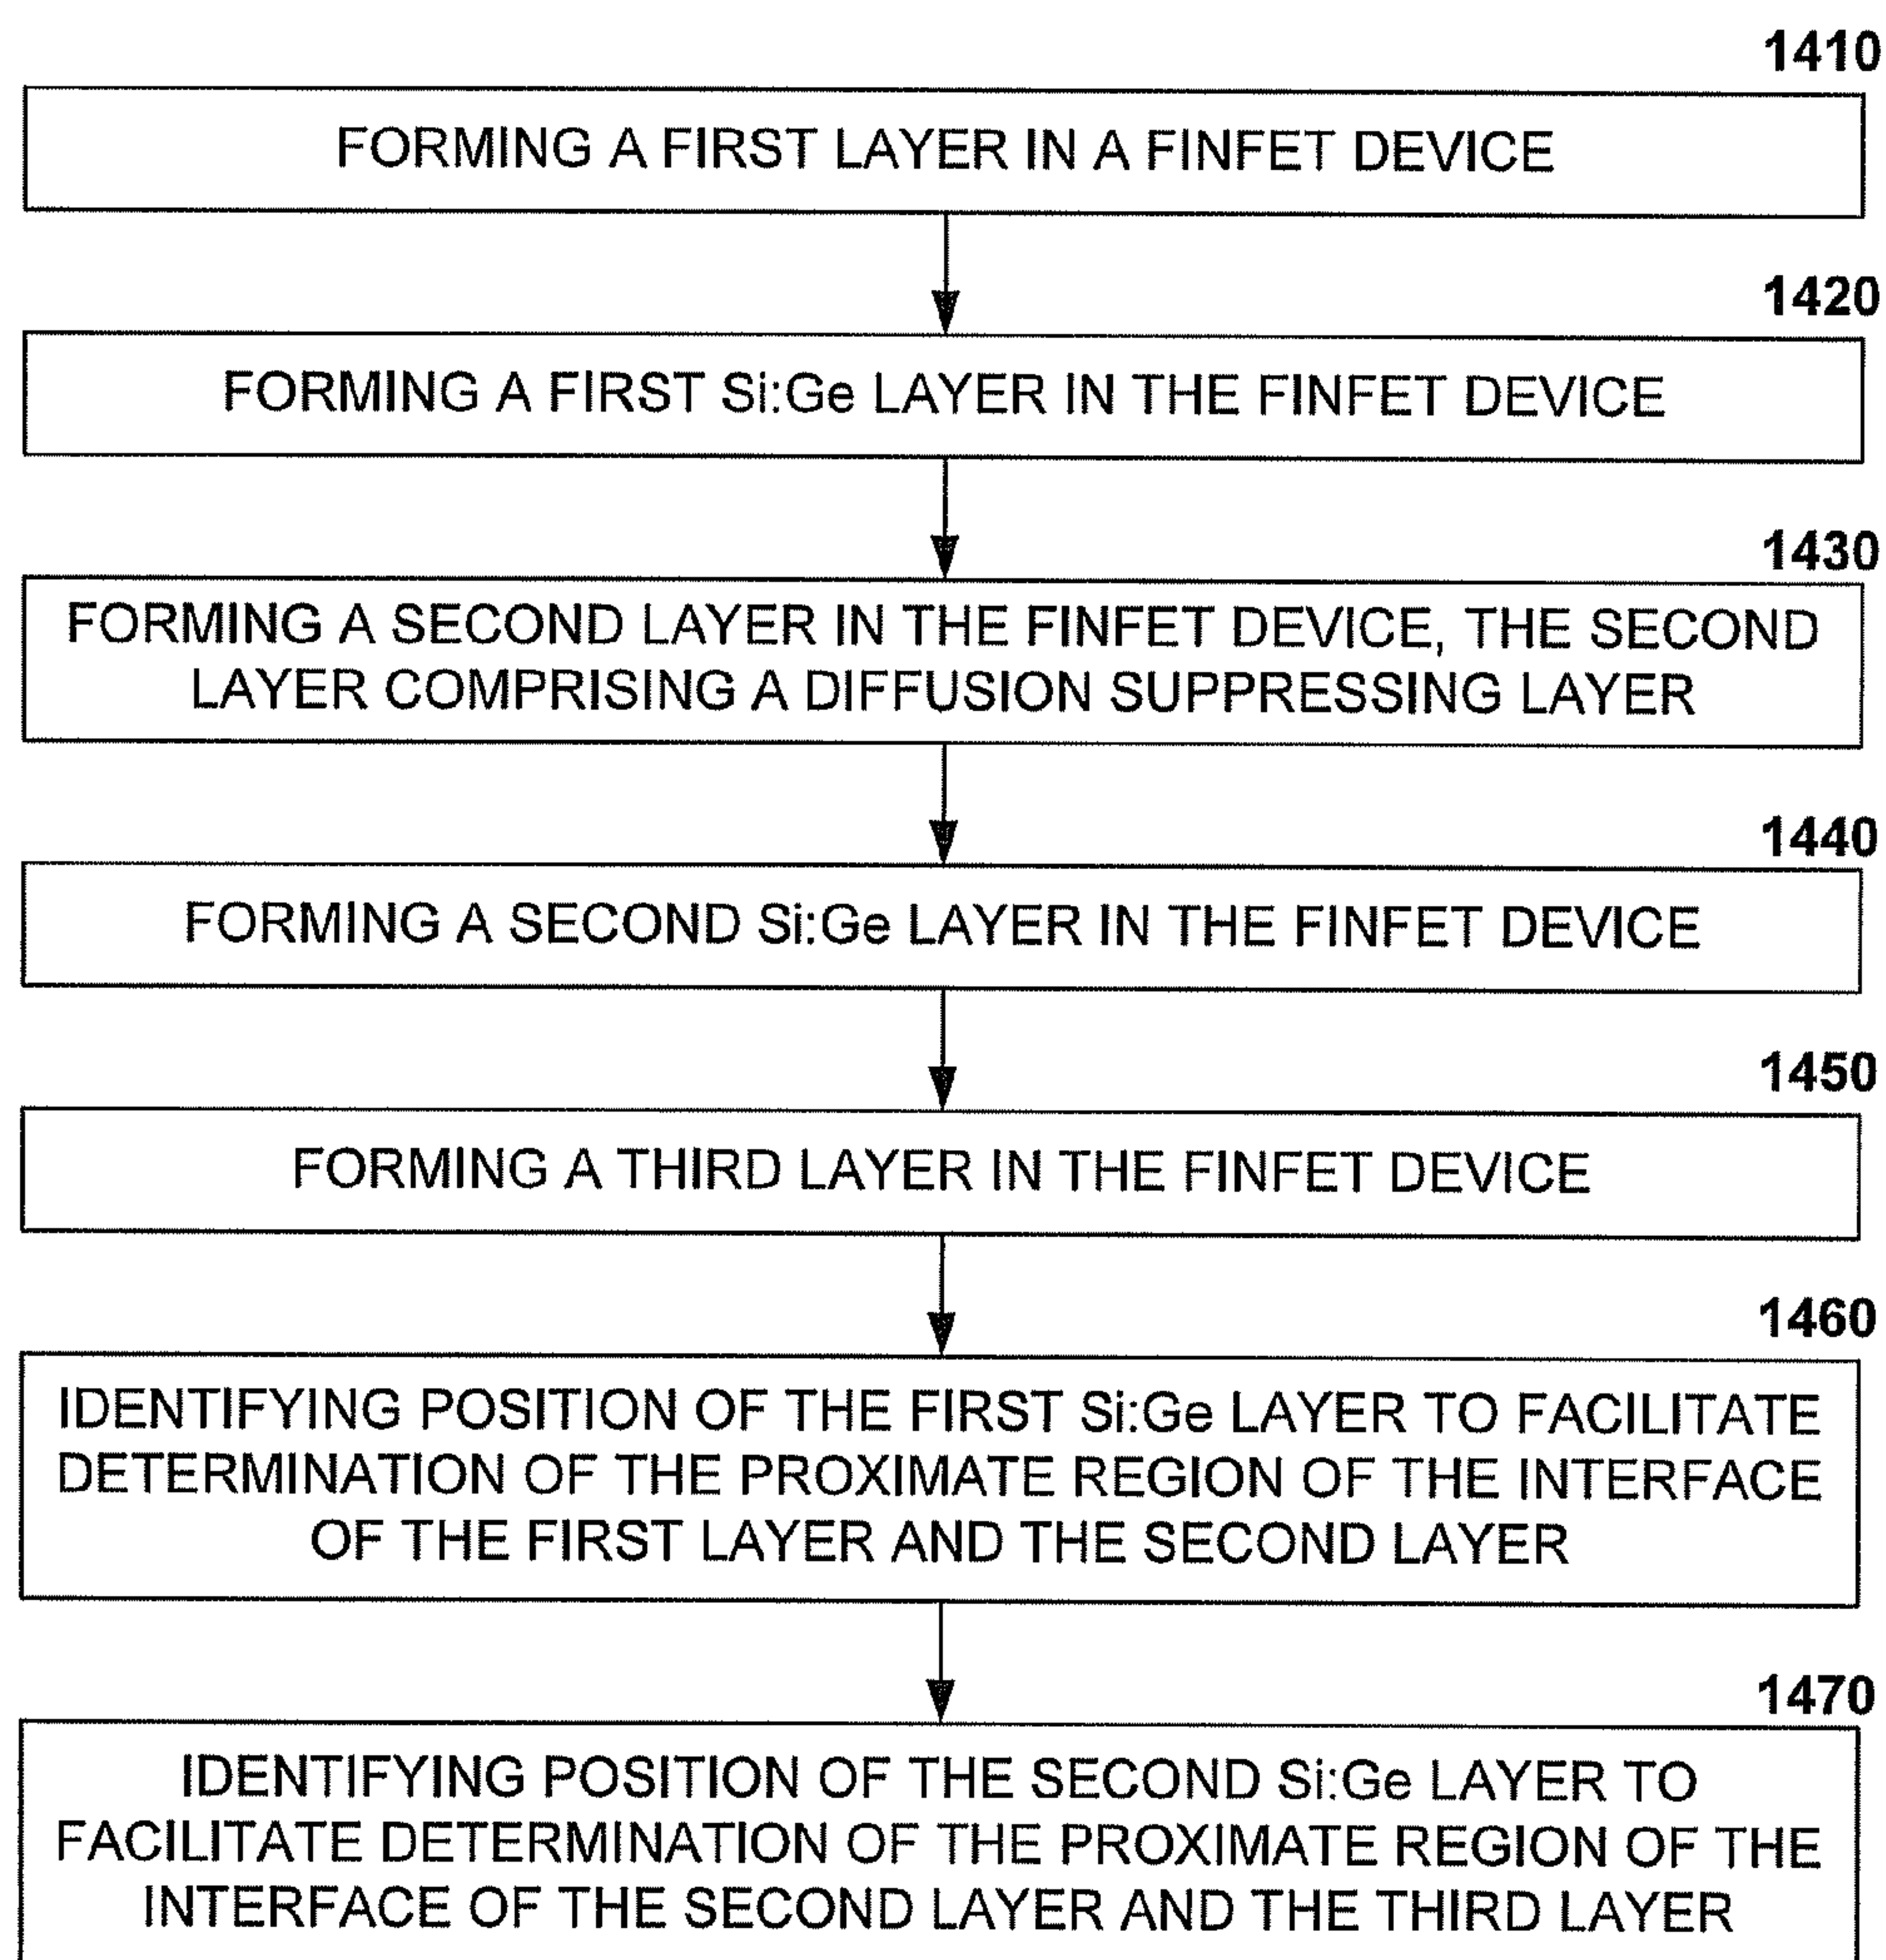 1410
FORMING A FIRST LAYER IN A FINFET DEVICE
1420
FORMING A FIRST Si:Ge LAYER IN THE FINFET DEVICE
1430
FORMING A SECOND LAYER IN THE FINFET DEVICE, THE SECOND
LAYER COMPRISING A DIFFUSION SUPPRESSING LAYER
1440
FORMING A SECOND Si:Ge LAYER IN THE FINFET DEVICE
1450
FORMING A THIRD LAYER IN THE FINFET DEVICE
1460
IDENTIFYING POSITION OF THE FIRST Si:Ge LAYER TO FACILITATE
DETERMINATION OF THE PROXIMATE REGION OF THE INTERFACE
OF THE FIRST LAYER AND THE SECOND LAYER
1470
IDENTIFYING POSITION OF THE SECOND Si:Ge LAYER TO
FACILITATE DETERMINATION OF THE PROXIMATE REGION OF THE
INTERFACE OF THE SECOND LAYER AND THE THIRD LAYER